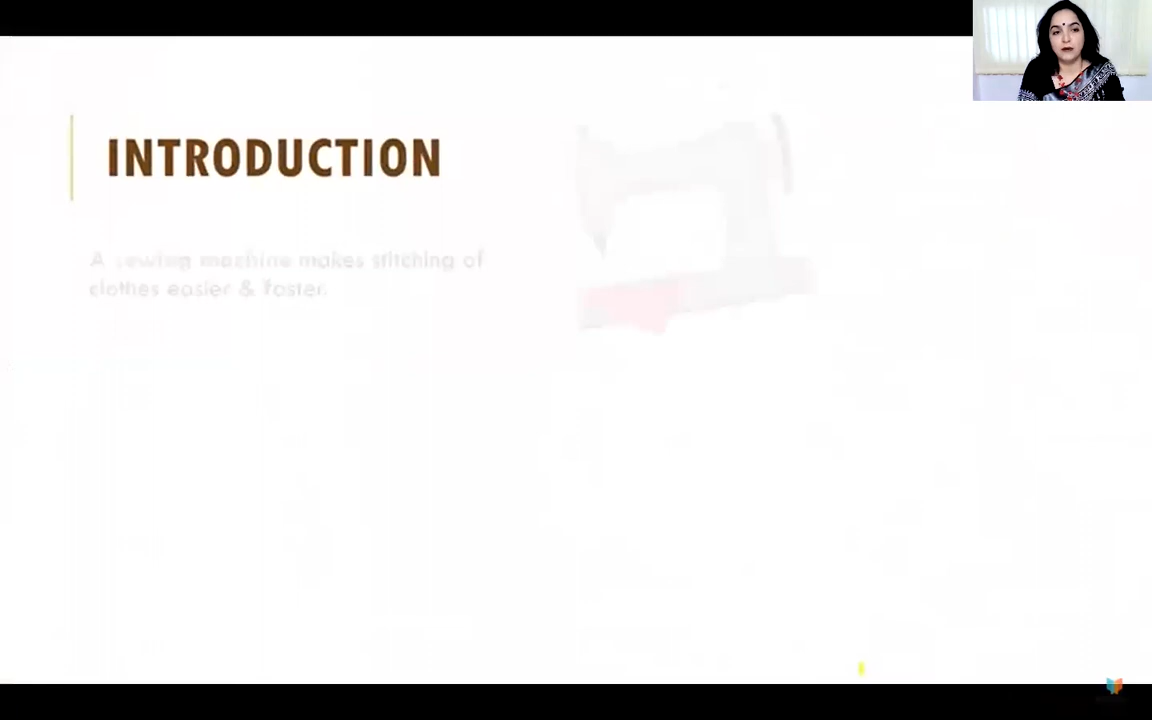 INTRODUCTION
A sewing machine makes stitching of
clothes easier & faster.